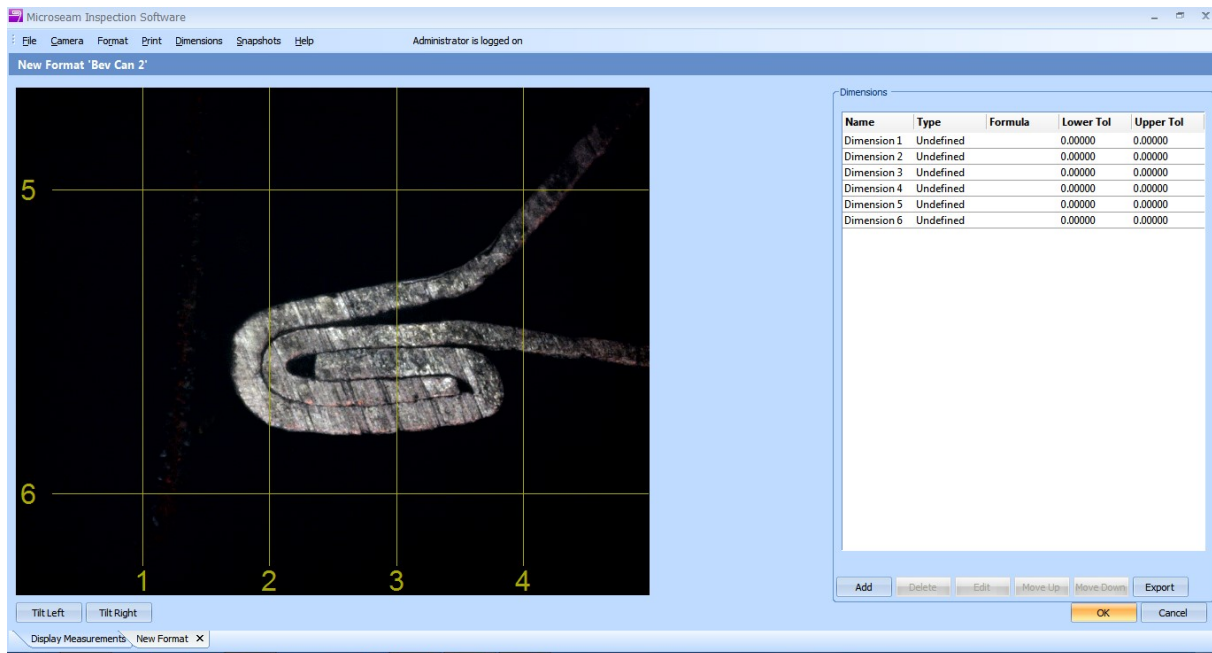 Microseam Inspection Software
File Camera Format Print Dimensions Snapshots Help Administrator is logged on
New Format 'Bev Can 2'
Dimensions
Name Type Formula Lower Tol Upper Tol
Dimension 1 Undefined 0.00000 0.00000
Dimension 2 Undefined 0.00000 0.00000
Dimension 3 Undefined 0.00000 0.00000
Dimension 4 Undefined 0.00000 0.00000
Dimension 5 Undefined 0.00000 0.00000
Dimension 6 Undefined 0.00000 0.00000
5
6
1 2 3 4
Add Delete Edit Move Up Move Down Export
Tilt Left Tilt Right OK Cancel
Display Measurements New Format X